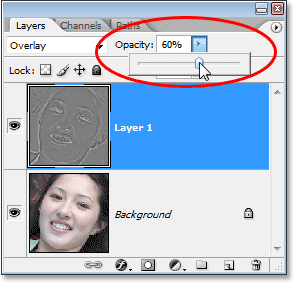 Layers Channels Paths
Overlay Opacity: 60%
Lock:
Layer 1
Background